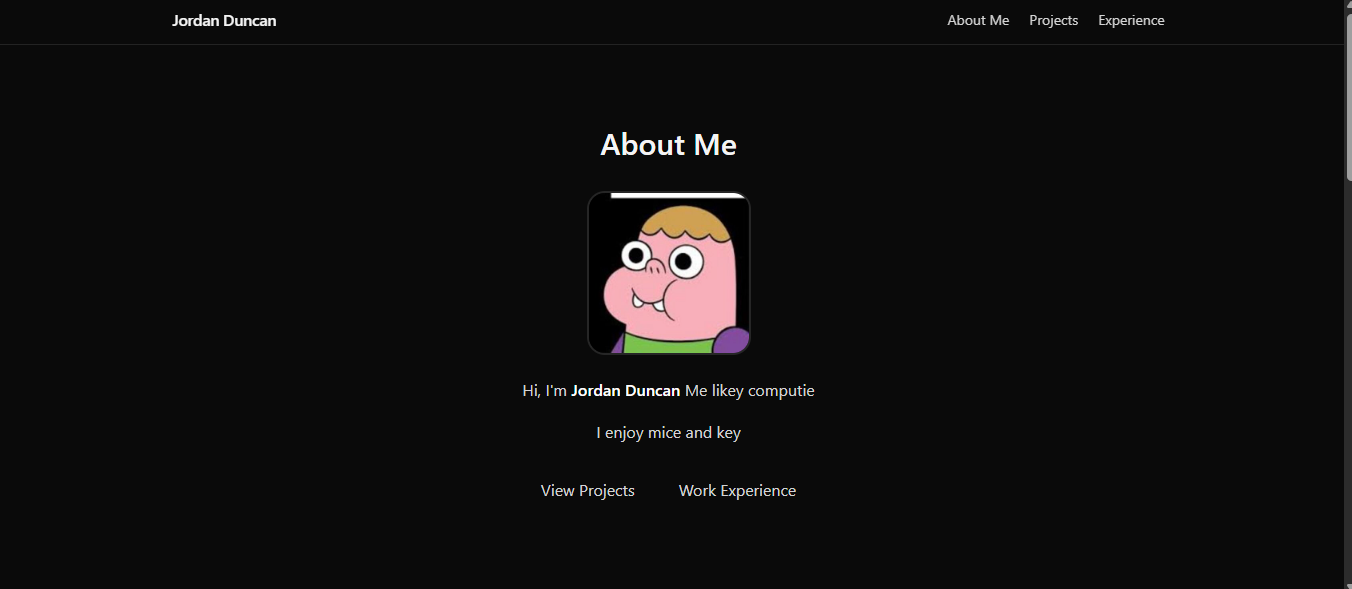 Jordan Duncan About Me Projects Experience
About Me
Hi, I'm Jordan Duncan Me likey computie
I enjoy mice and key
View Projects Work Experience